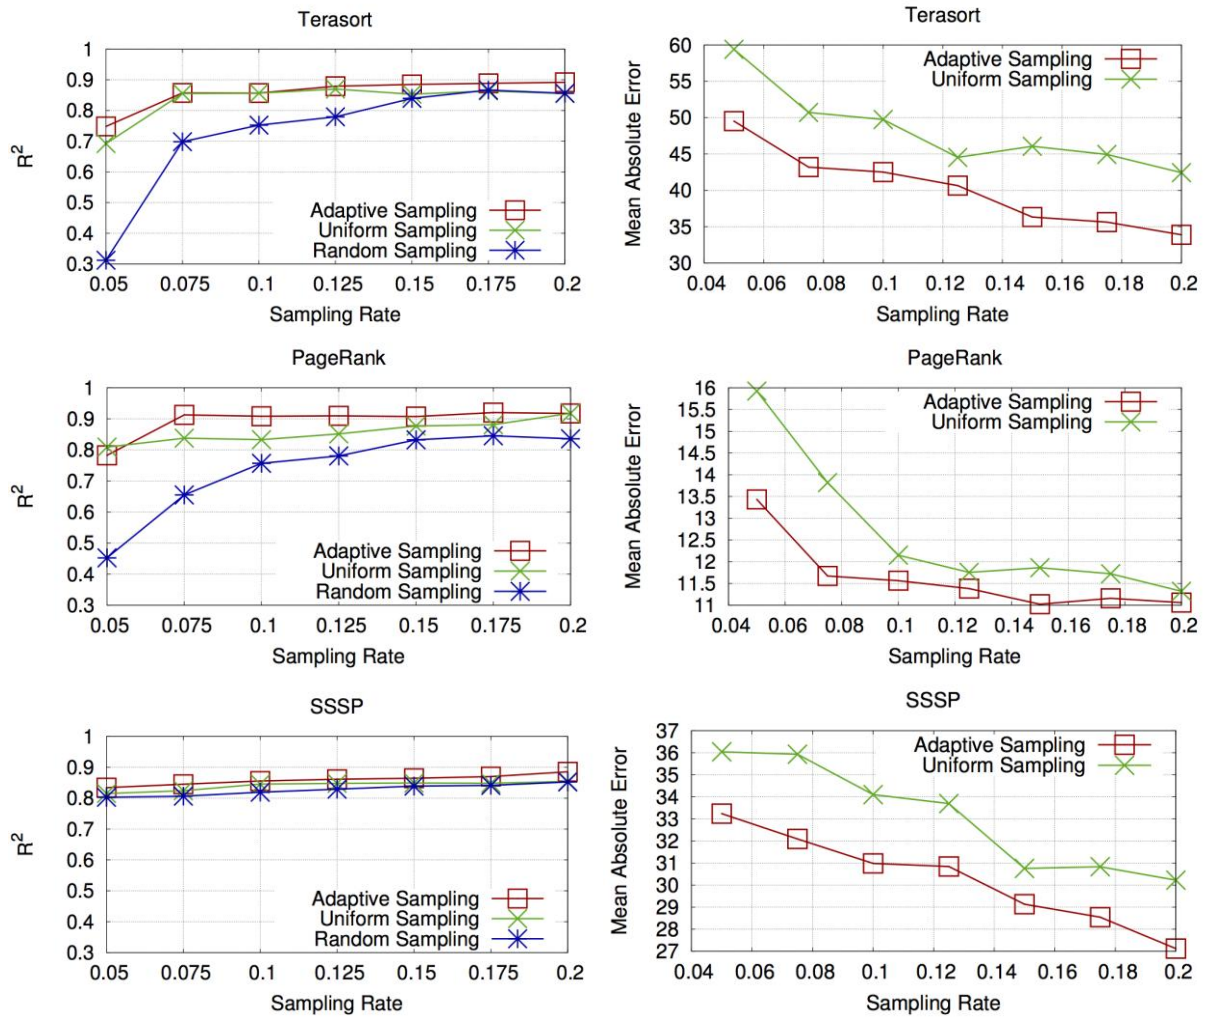 Terasort
1
0.9
0.8
0.7
0.6
0.5
0.4
0.3
R²
Adaptive Sampling
Uniform Sampling
Random Sampling
0.05 0.075 0.1 0.125 0.15 0.175 0.2
Sampling Rate
Terasort
60
55
50
45
40
35
30
Mean Absolute Error
Adaptive Sampling
Uniform Sampling
0.04 0.06 0.08 0.1 0.12 0.14 0.16 0.18 0.2
Sampling Rate
PageRank
1
0.9
0.8
0.7
0.6
0.5
0.4
0.3
R²
Adaptive Sampling
Uniform Sampling
Random Sampling
0.05 0.075 0.1 0.125 0.15 0.175 0.2
Sampling Rate
PageRank
16
15.5
15
14.5
14
13.5
13
12.5
12
11.5
11
Mean Absolute Error
Adaptive Sampling
Uniform Sampling
0.04 0.06 0.08 0.1 0.12 0.14 0.16 0.18 0.2
Sampling Rate
SSSP
1
0.9
0.8
0.7
0.6
0.5
0.4
0.3
R²
Adaptive Sampling
Uniform Sampling
Random Sampling
0.05 0.075 0.1 0.125 0.15 0.175 0.2
Sampling Rate
SSSP
37
36
35
34
33
32
31
30
29
28
27
Mean Absolute Error
Adaptive Sampling
Uniform Sampling
0.04 0.06 0.08 0.1 0.12 0.14 0.16 0.18 0.2
Sampling Rate